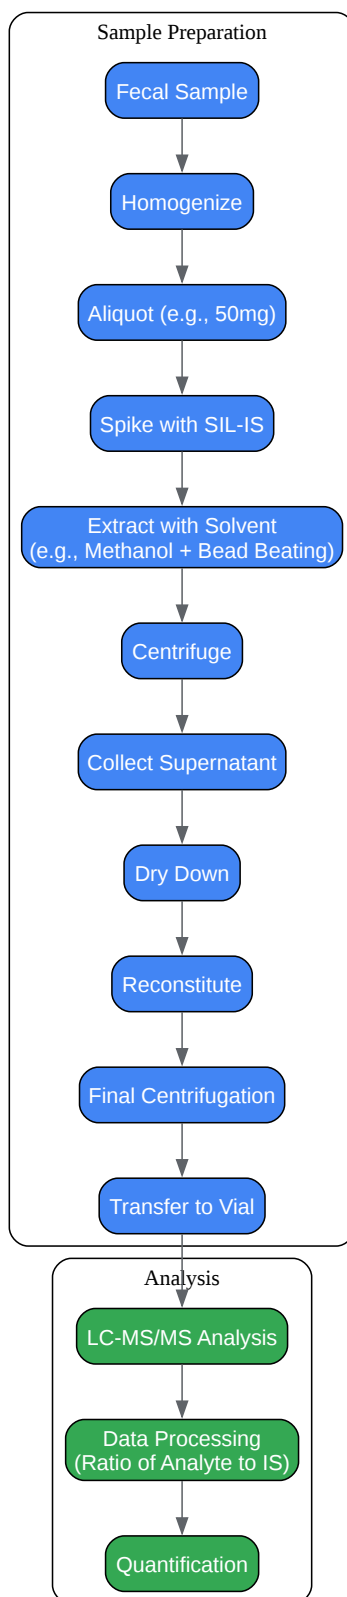 Sample Preparation
Fecal Sample
Homogenize
Aliquot (e.g., 50mg)
Spike with SIL-IS
Extract with Solvent
(e.g., Methanol + Bead Beating)
Centrifuge
Collect Supernatant
Dry Down
Reconstitute
Final Centrifugation
Transfer to Vial
Analysis
LC-MS/MS Analysis
Data Processing
(Ratio of Analyte to IS)
Quantification